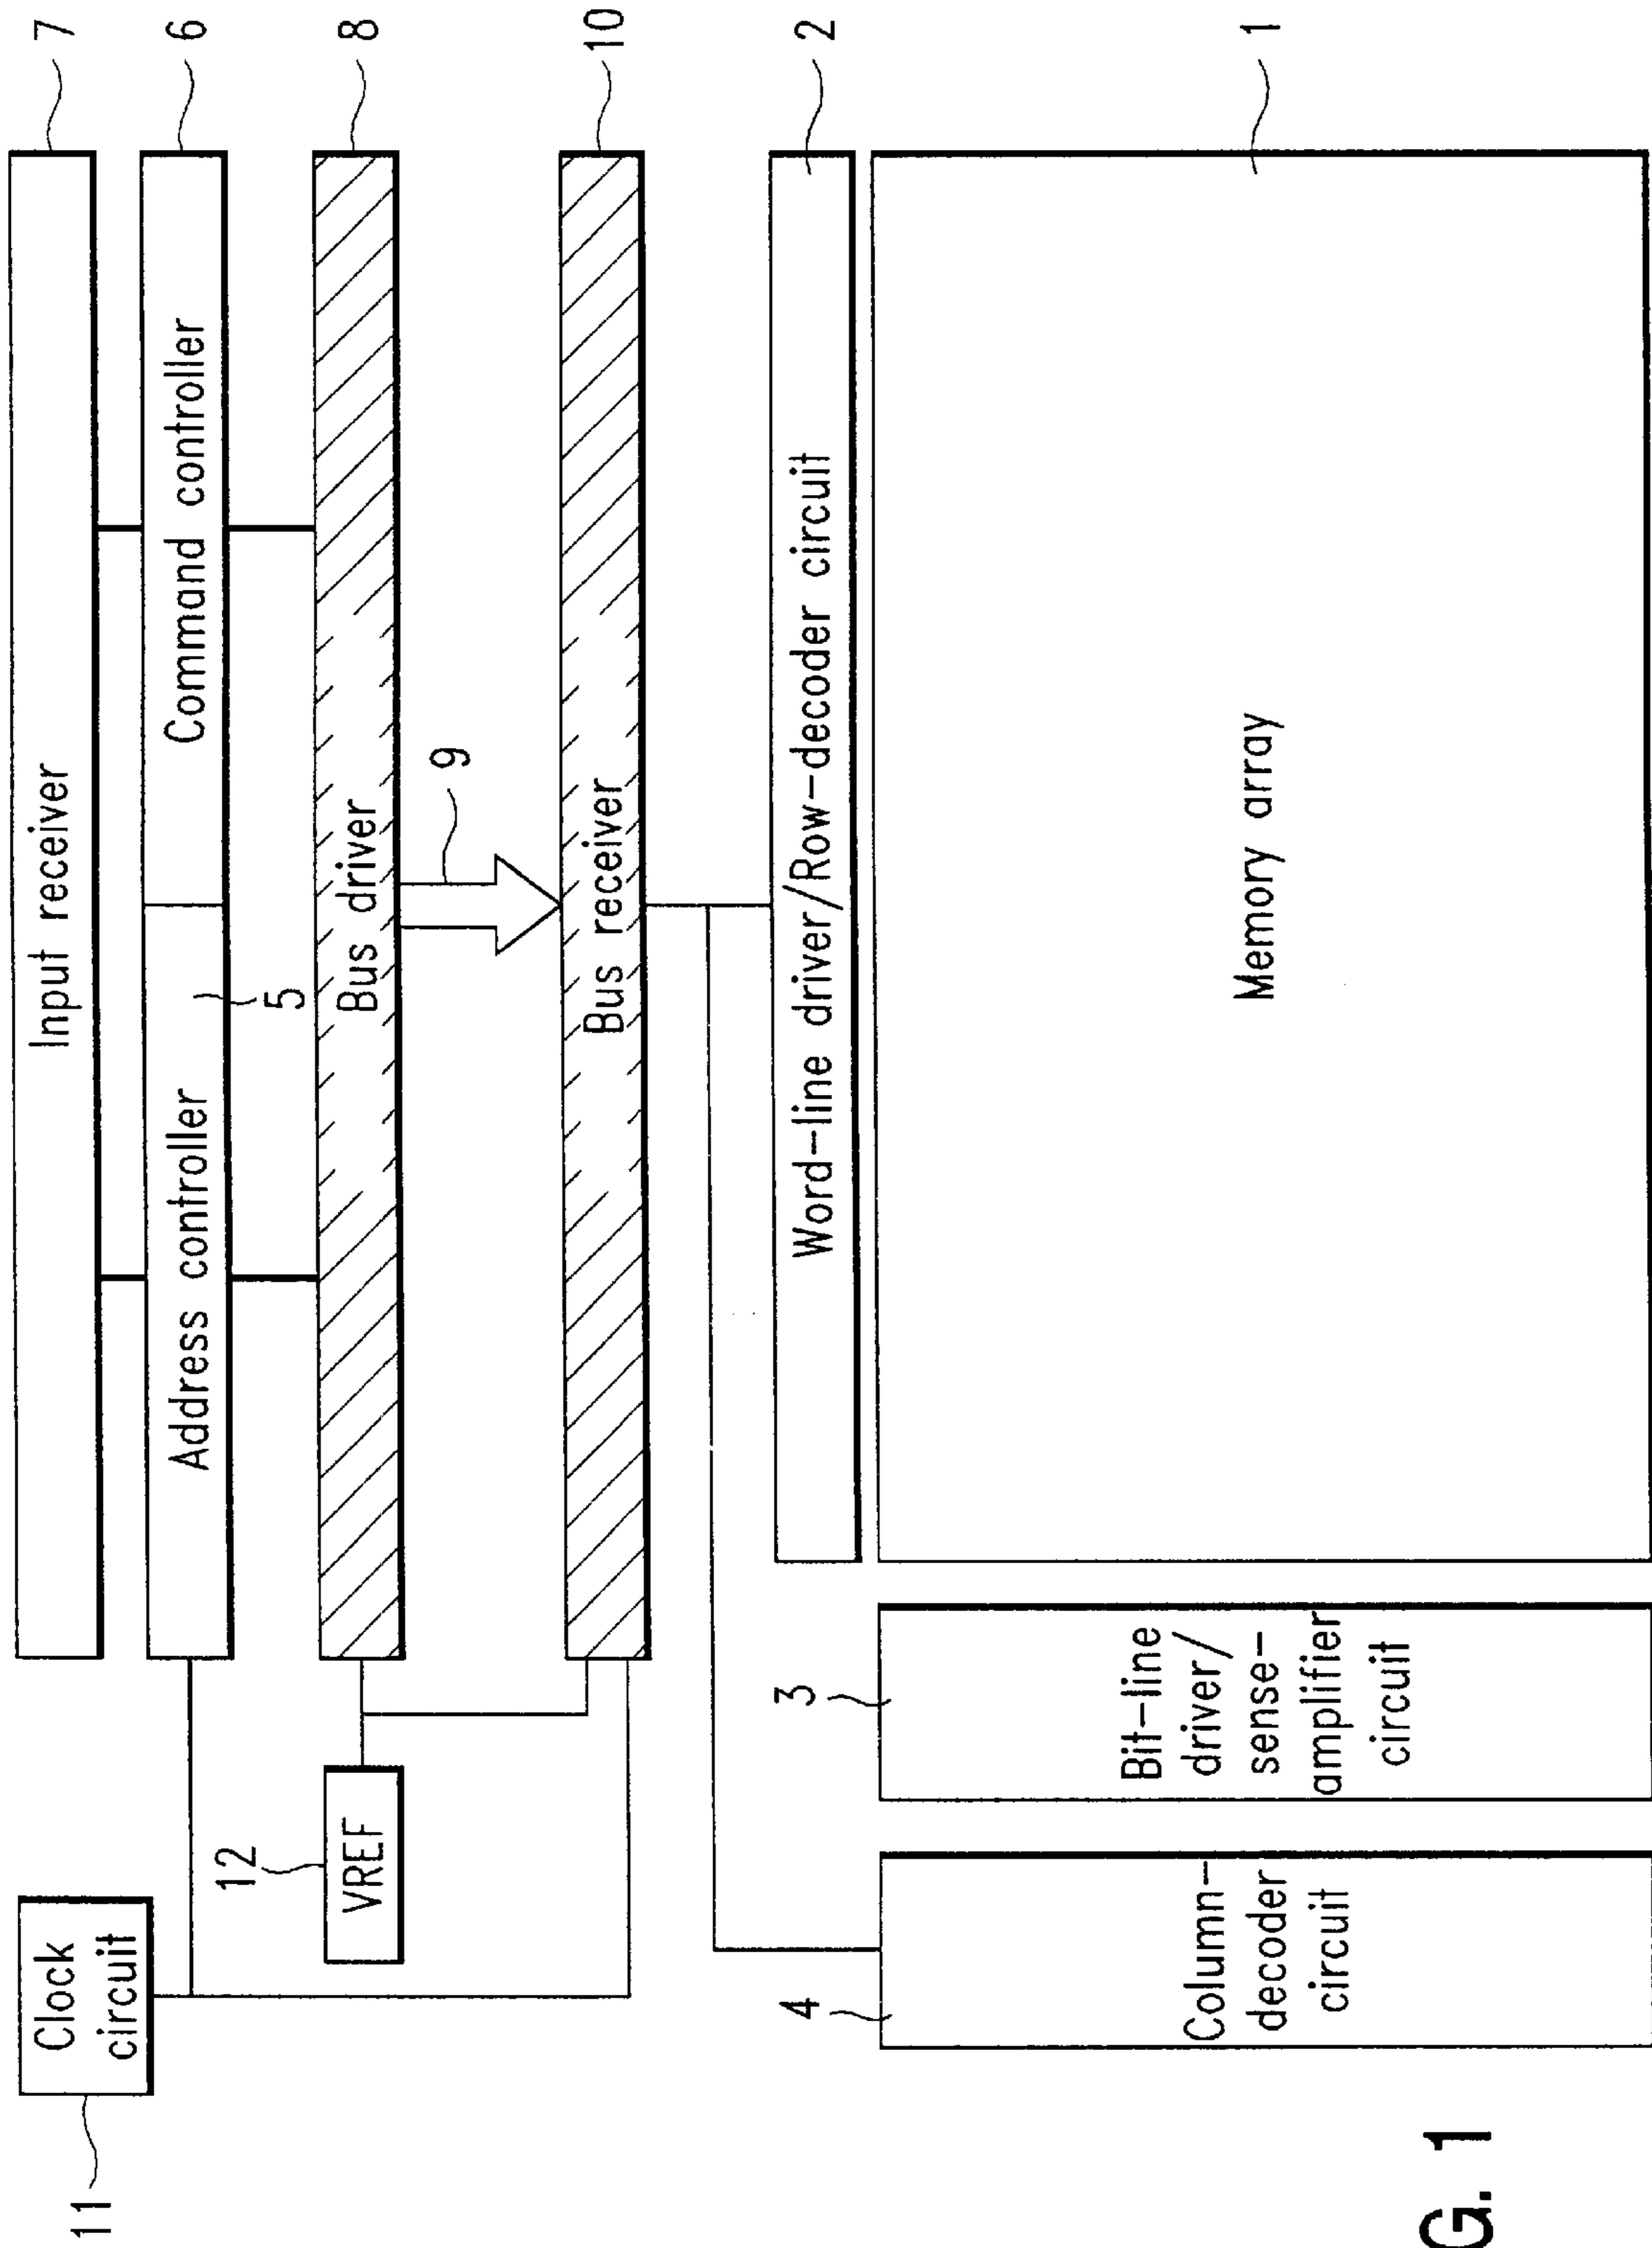 11
Clock
circuit
Input receiver
7
Address controller
5
Command controller
6
12
VREF
Bus driver
8
9
Bus receiver
10
Word-line driver/Row-decoder circuit
2
4
Column-
decoder
circuit
3
Bit-line
driver/
sense-
amplifier
circuit
Memory array
1
G. 1